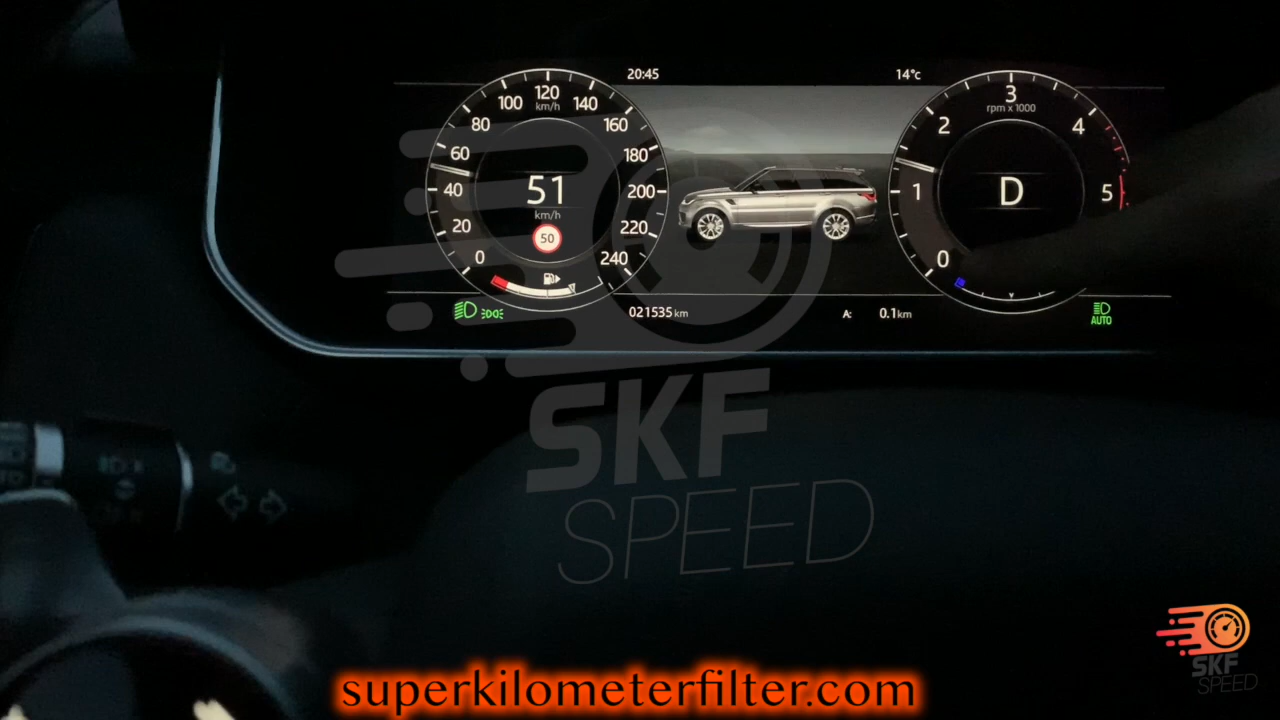 20:45
14°c
0
20
40
60
80
100
120
140
160
180
200
220
240
km/h
51
km/h
50
0
1
2
3
4
5
rpm x 1000
D
021535 km
A:
0.1 km
AUTO
SKF
SPEED
SKF
SPEED
superkilometerfilter.com